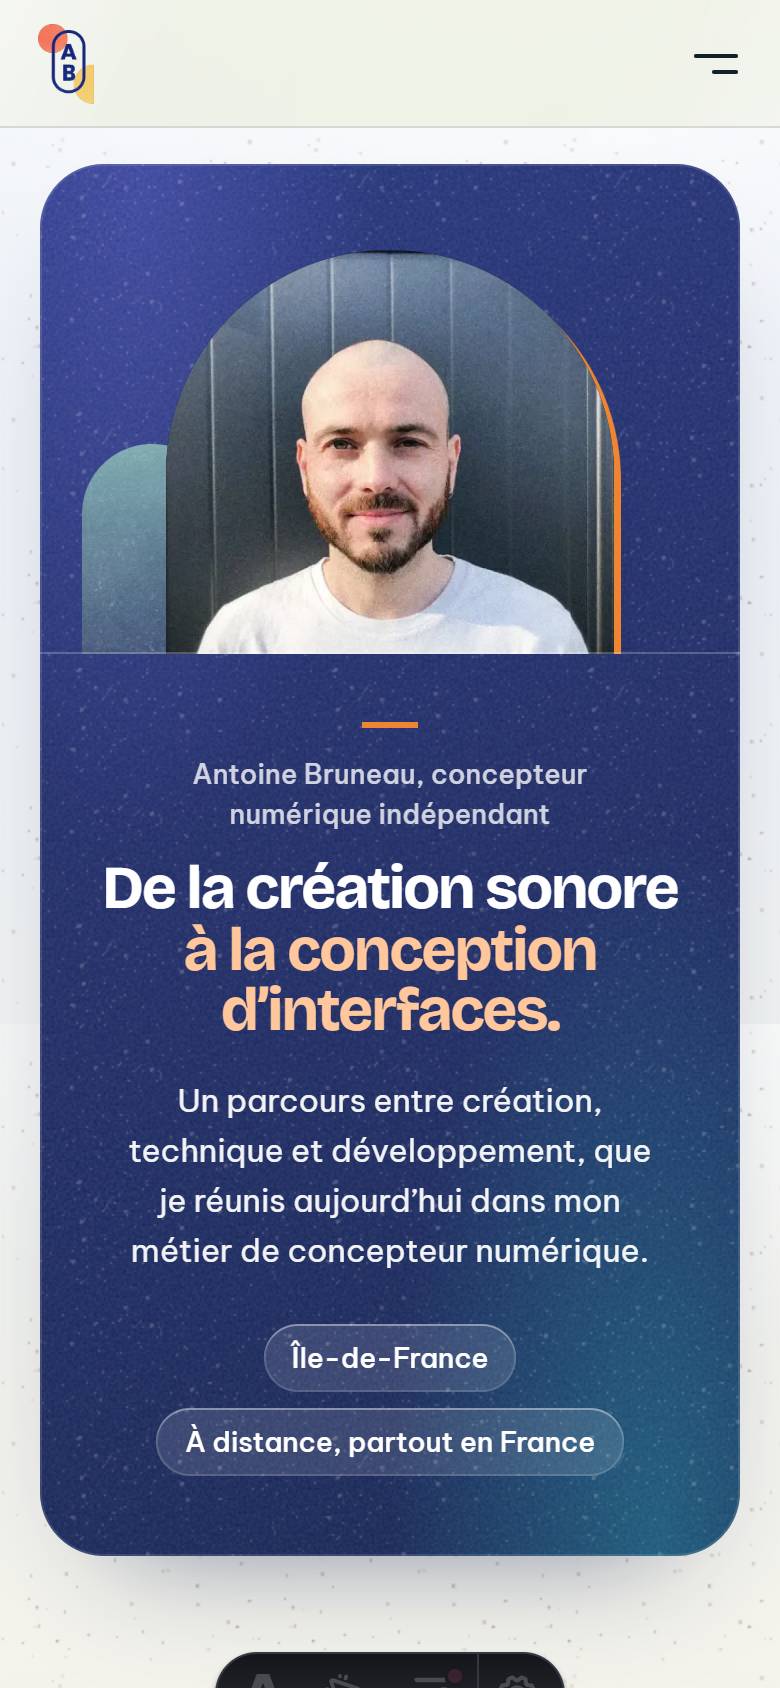 A
B
Antoine Bruneau, concepteur
numérique indépendant
De la création sonore
à la conception
d’interfaces.
Un parcours entre création,
technique et développement, que
je réunis aujourd’hui dans mon
métier de concepteur numérique.
Île-de-France
À distance, partout en France